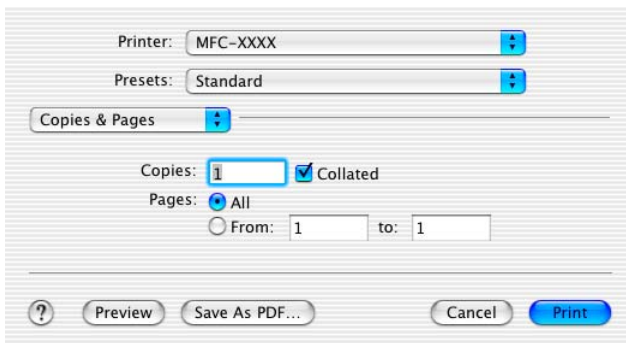 Printer: MFC-XXXX
Presets: Standard
Copies & Pages
Copies: 1 Collated
Pages: All
From: 1 to: 1
? Preview Save As PDF... Cancel Print